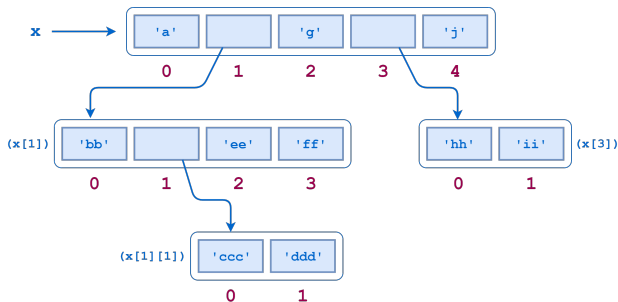 x 'a' 'g' 'j'
0 1 2 3 4
(x[1]) 'bb' 'ee' 'ff' 'hh' 'ii' (x[3])
0 1 2 3 0 1
(x[1][1]) 'ccc' 'ddd'
0 1